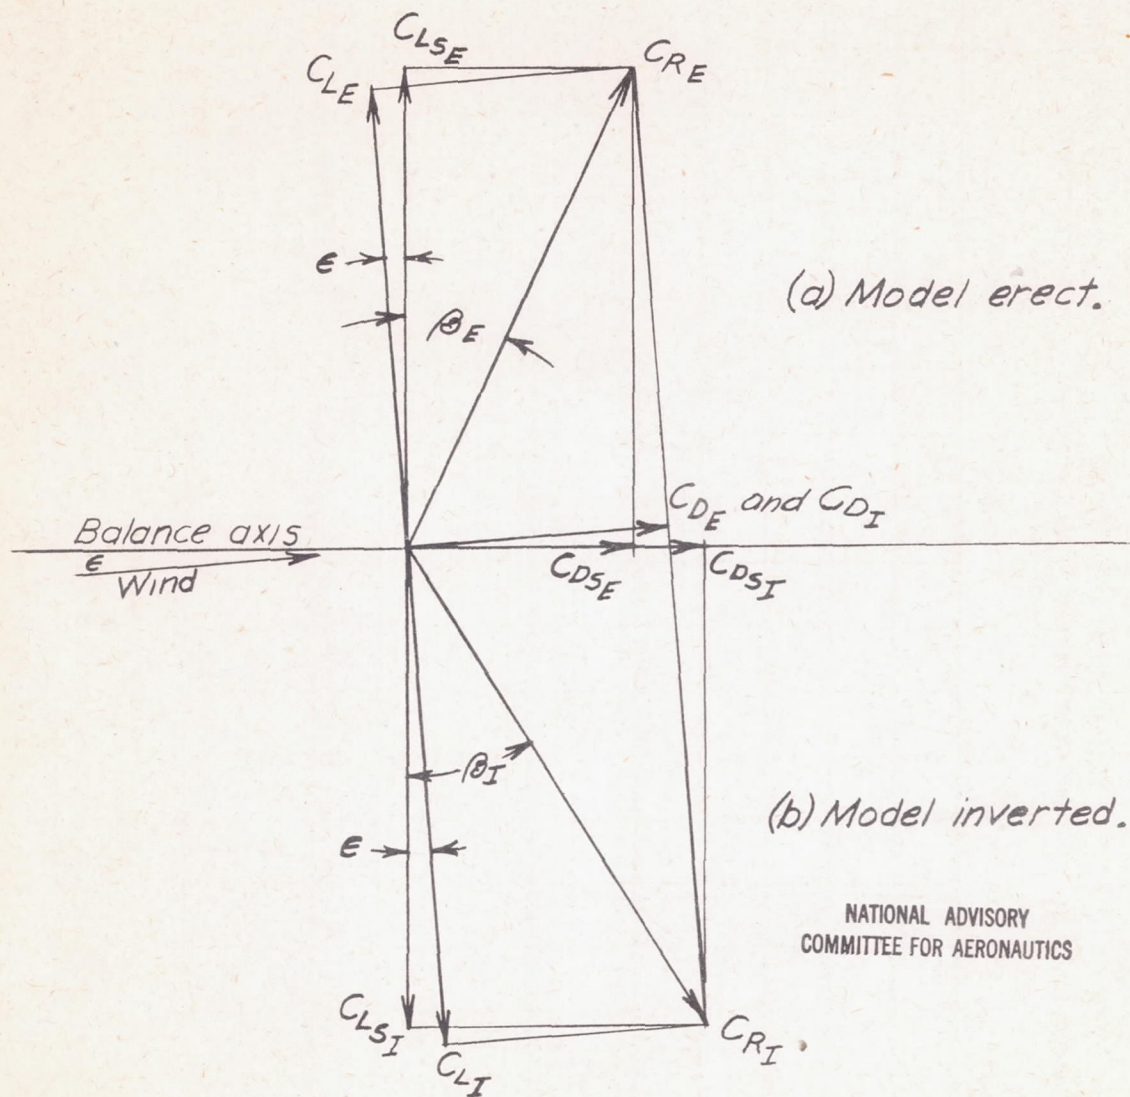 C_{LS_E}
C_{L_E}
C_{R_E}
ϵ
β_E
(a) Model erect.
C_{D_E} and C_{D_I}
Balance axis
ϵ
Wind
C_{DS_E}
C_{DS_I}
β_I
ϵ
(b) Model inverted.
NATIONAL ADVISORY
COMMITTEE FOR AERONAUTICS
C_{LS_I}
C_{L_I}
C_{R_I}